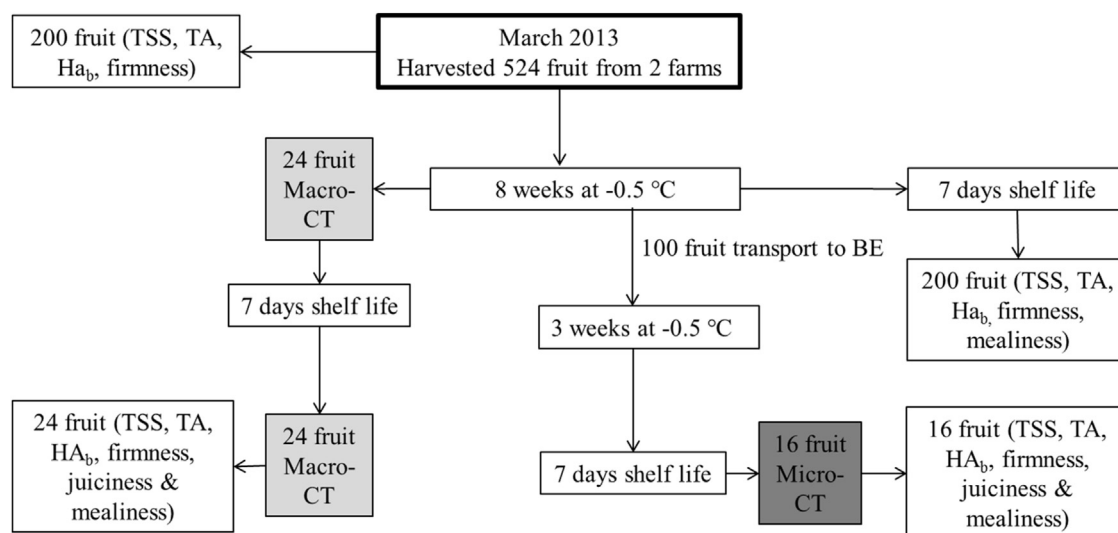 200 fruit (TSS, TA,
Ha_b, firmness)
March 2013
Harvested 524 fruit from 2 farms
24 fruit
Macro-
CT
8 weeks at -0.5 °C
7 days shelf life
100 fruit transport to BE
200 fruit (TSS, TA,
Ha_b, firmness,
mealiness)
7 days shelf life
3 weeks at -0.5 °C
24 fruit (TSS, TA,
HA_b, firmness,
juiciness &
mealiness)
24 fruit
Macro-
CT
7 days shelf life
16 fruit
Micro-
CT
16 fruit (TSS, TA,
HA_b, firmness,
juiciness &
mealiness)